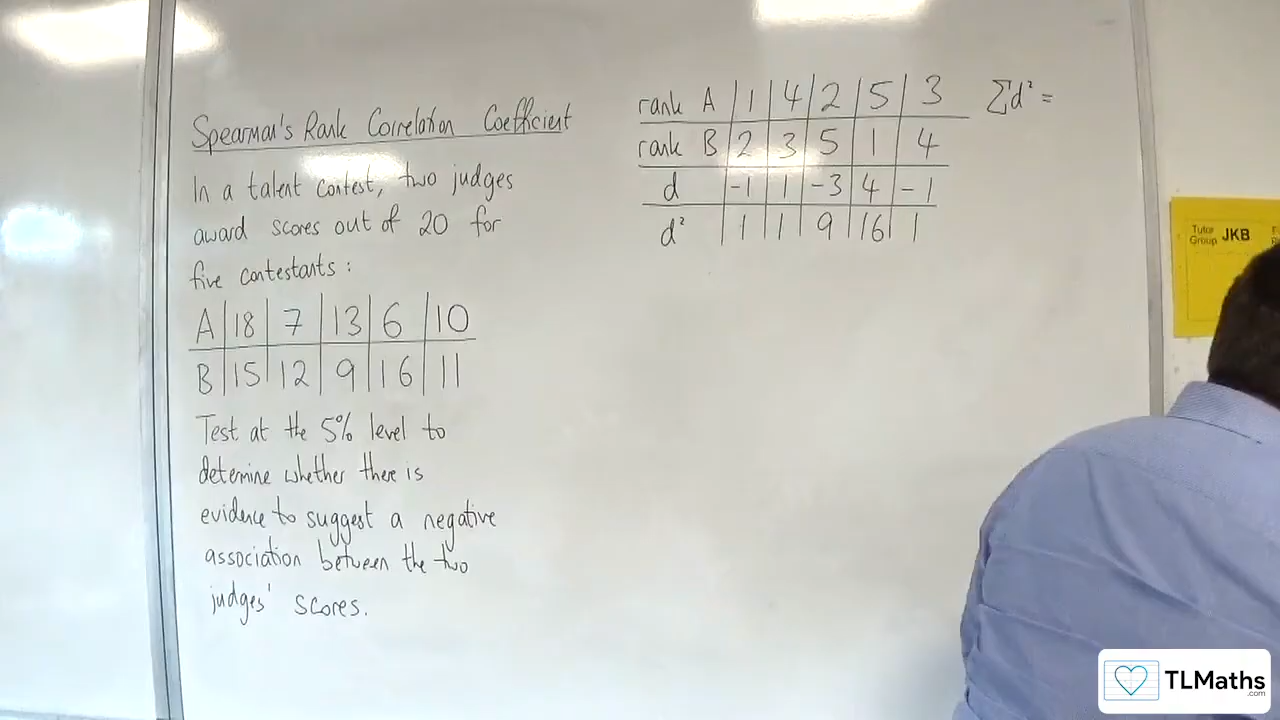 Spearman's Rank Correlation Coefficient
In a talent contest, two judges
award scores out of 20 for
five contestants :
A | 18 | 7 | 13 | 6 | 10
B | 15 | 12 | 9 | 16 | 11
Test at the 5% level to
determine whether there is
evidence to suggest a negative
association between the two
judges' scores.
rank A | 1 | 4 | 2 | 5 | 3
rank B | 2 | 3 | 5 | 1 | 4
d | -1 | 1 | -3 | 4 | -1
d² | 1 | 1 | 9 | 16 | 1
Σd² =
Tutor
Group JKB
TLMaths
.com